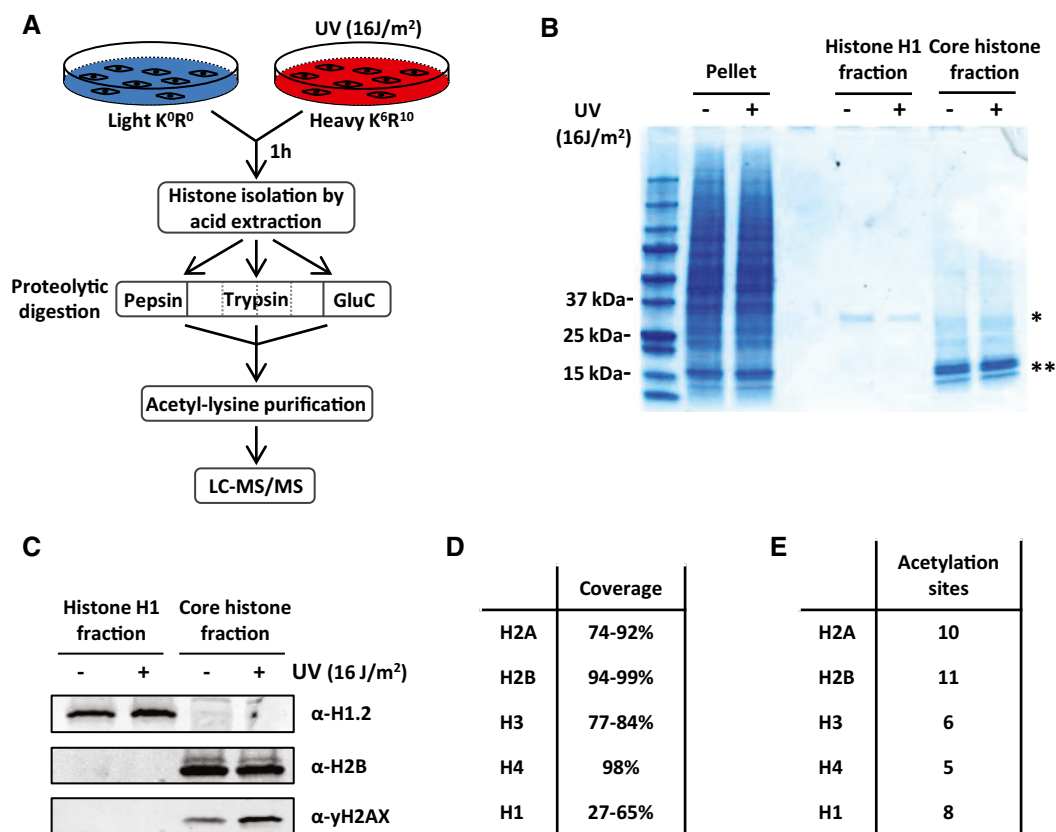 A
UV (16J/m²)
Light K⁰R⁰
Heavy K⁶R¹⁰
1h
Histone isolation by
acid extraction
Proteolytic
digestion
Pepsin
Trypsin
GluC
Acetyl-lysine purification
LC-MS/MS
B
Histone H1
fraction
Core histone
fraction
Pellet
UV
(16J/m²)
- + - + - +
37 kDa-
25 kDa-
15 kDa-
*
**
C
Histone H1
fraction
Core histone
fraction
- + - + UV (16 J/m²)
α-H1.2
α-H2B
α-γH2AX
D
Coverage
H2A 74-92%
H2B 94-99%
H3 77-84%
H4 98%
H1 27-65%
E
Acetylation
sites
H2A 10
H2B 11
H3 6
H4 5
H1 8